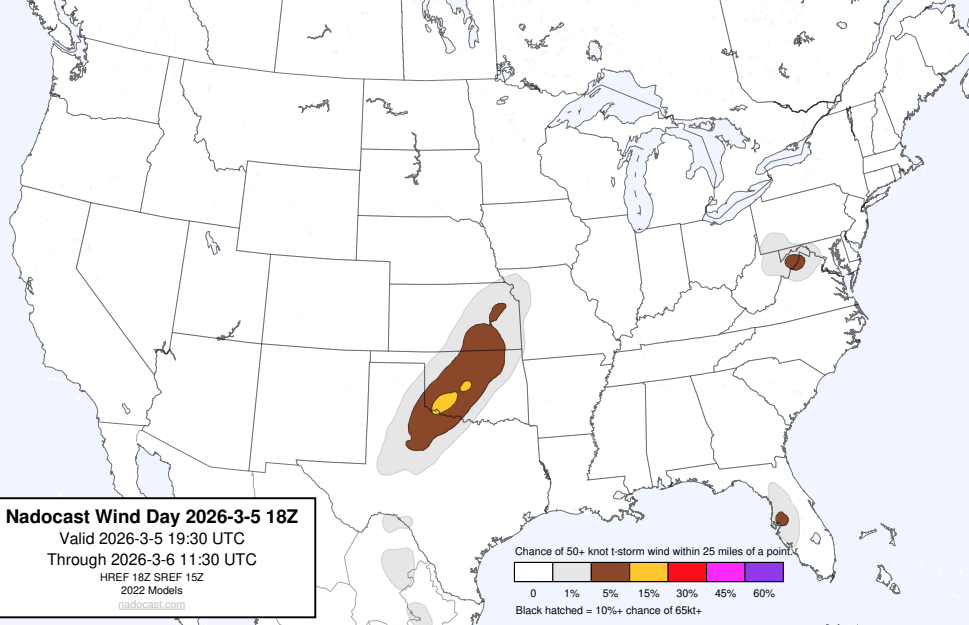 Nadocast Wind Day 2026-3-5 18Z
Valid 2026-3-5 19:30 UTC
Through 2026-3-6 11:30 UTC
HREF 18Z SREF 15Z
2022 Models
nadocast.com
Chance of 50+ knot t-storm wind within 25 miles of a point.
0 1% 5% 15% 30% 45% 60%
Black hatched = 10%+ chance of 65kt+